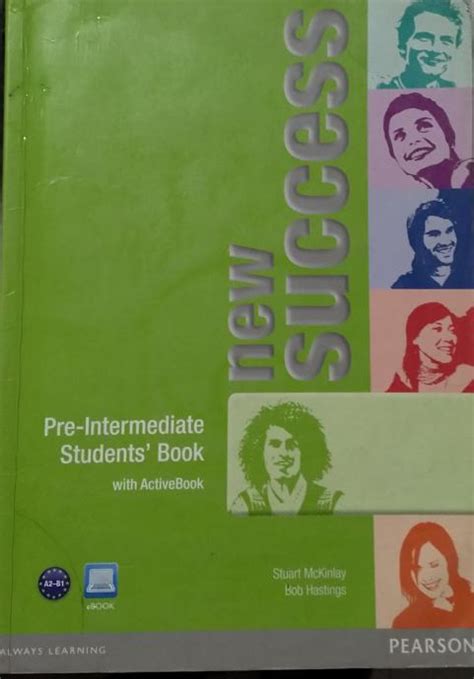 new
success
Pre-Intermediate
Students' Book
with ActiveBook
Stuart McKinlay
Bob Hastings
A2-B1
eBOOK
ALWAYS LEARNING
PEARSON